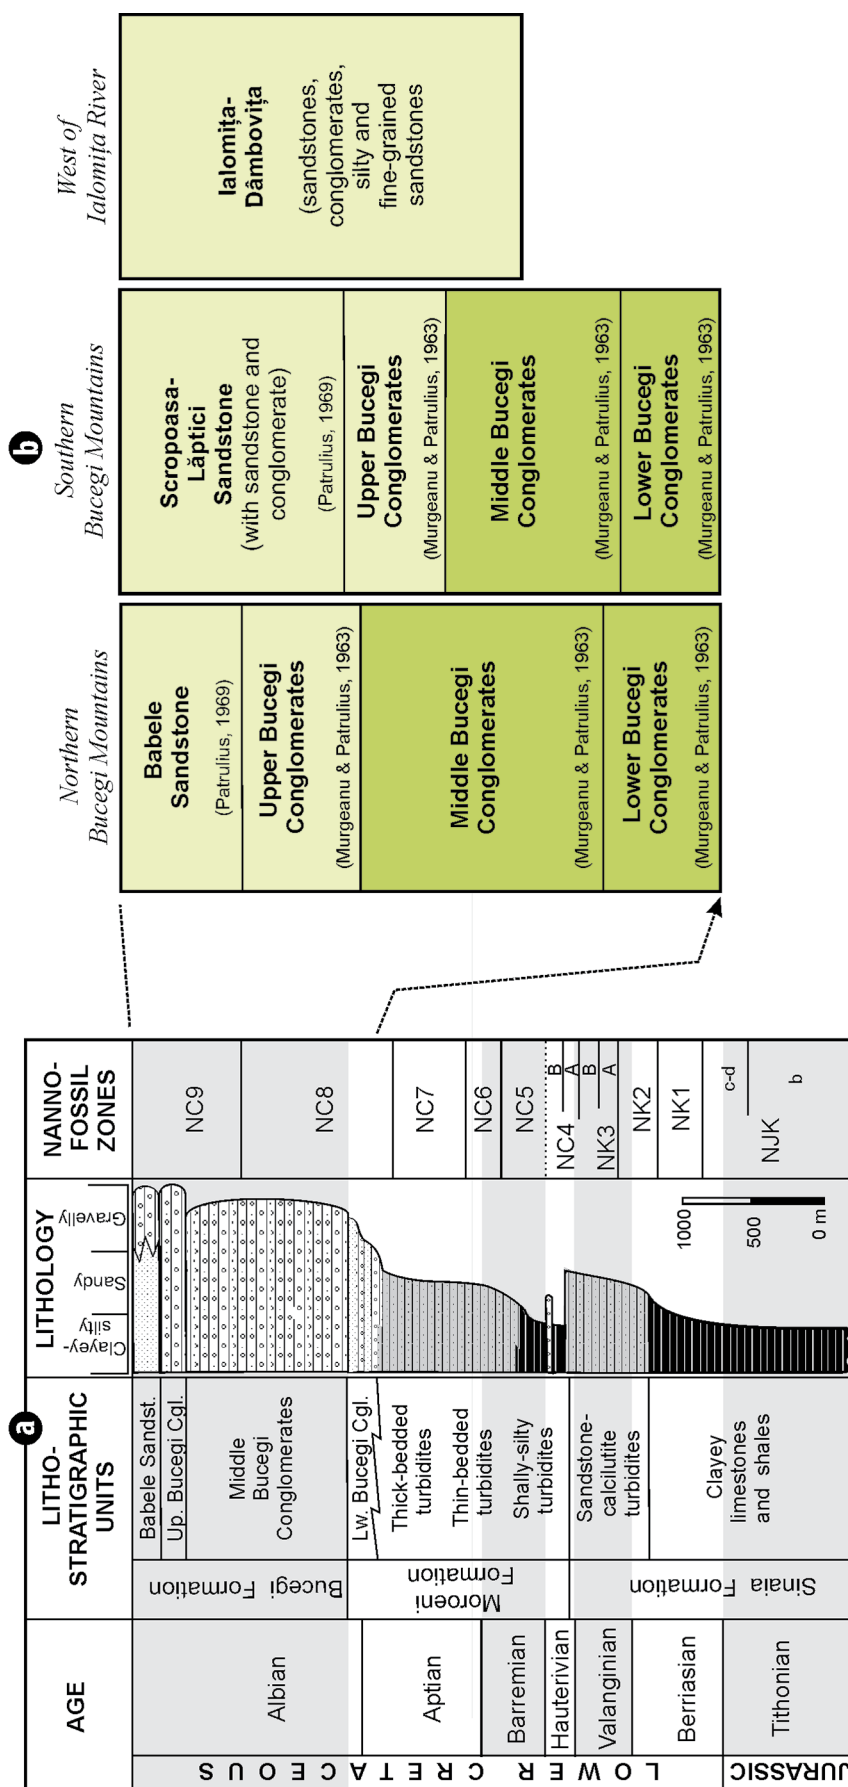 a
AGE
LITHO-
STRATIGRAPHIC
UNITS
LITHOLOGY
Clayey-
silty
Sandy
Gravelly
NANNO-
FOSSIL
ZONES
LOWER CRETACEOUS
JURASSIC
Albian
Aptian
Barremian
Hauterivian
Valanginian
Berriasian
Tithonian
Bucegi Formation
Moroeni
Formation
Sinaia Formation
Babele Sandst.
Up. Bucegi Cgl.
Middle
Bucegi
Conglomerates
Lw. Bucegi Cgl.
Thick-bedded
turbidites
Thin-bedded
turbidites
Shally-silty
turbidites
Sandstone-
calcilutite
turbidites
Clayey
limestones
and shales
1000
500
0 m
NC9
NC8
NC7
NC6
NC5
NC4
B
A
NK3
B
A
NK2
NK1
NJK
c-d
b
b
Northern
Bucegi Mountains
Babele
Sandstone
(Patrulius, 1969)
Upper Bucegi
Conglomerates
(Murgeanu & Patrulius, 1963)
Middle Bucegi
Conglomerates
(Murgeanu & Patrulius, 1963)
Lower Bucegi
Conglomerates
(Murgeanu & Patrulius, 1963)
Southern
Bucegi Mountains
Scropoasa-
Lăptici
Sandstone
(with sandstone and
conglomerate)
(Patrulius, 1969)
Upper Bucegi
Conglomerates
(Murgeanu & Patrulius, 1963)
Middle Bucegi
Conglomerates
(Murgeanu & Patrulius, 1963)
Lower Bucegi
Conglomerates
(Murgeanu & Patrulius, 1963)
West of
Ialomița River
Ialomița-
Dâmbovița
(sandstones,
conglomerates,
silty and
fine-grained
sandstones